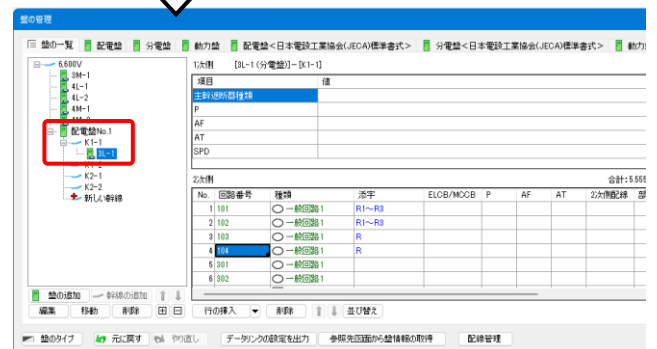 盤の管理
盤の一覧 配電盤 分電盤 動力盤 配電盤<日本電設工業協会(JECA)標準書式> 分電盤<日本電設工業協会(JECA)標準書式>
6,600V
3M-1
4L-1
4L-2
4M-1
配電盤No.1
K1-1
3L-1
K2-1
K2-2
新しい幹線
1次側 [3L-1(分電盤)]-[K1-1]
項目 値
主幹遮断器種類
P
AF
AT
SPD
2次側 合計:5.555
No. 回路番号 種類 添字 ELCB/MCCB P AF AT 2次側配線
1 101 一般回路1 R1～R3
2 102 一般回路1 R1～R3
3 103 一般回路1 R
4 104 一般回路1 R
5 301 一般回路1
6 302 一般回路1
盤の追加 幹線の追加
編集 移動 削除 行の挿入 削除 並び替え
盤のタイプ 元に戻す やり直し データリンクの設定を出力 参照先図面から盤情報の取得 配線管理